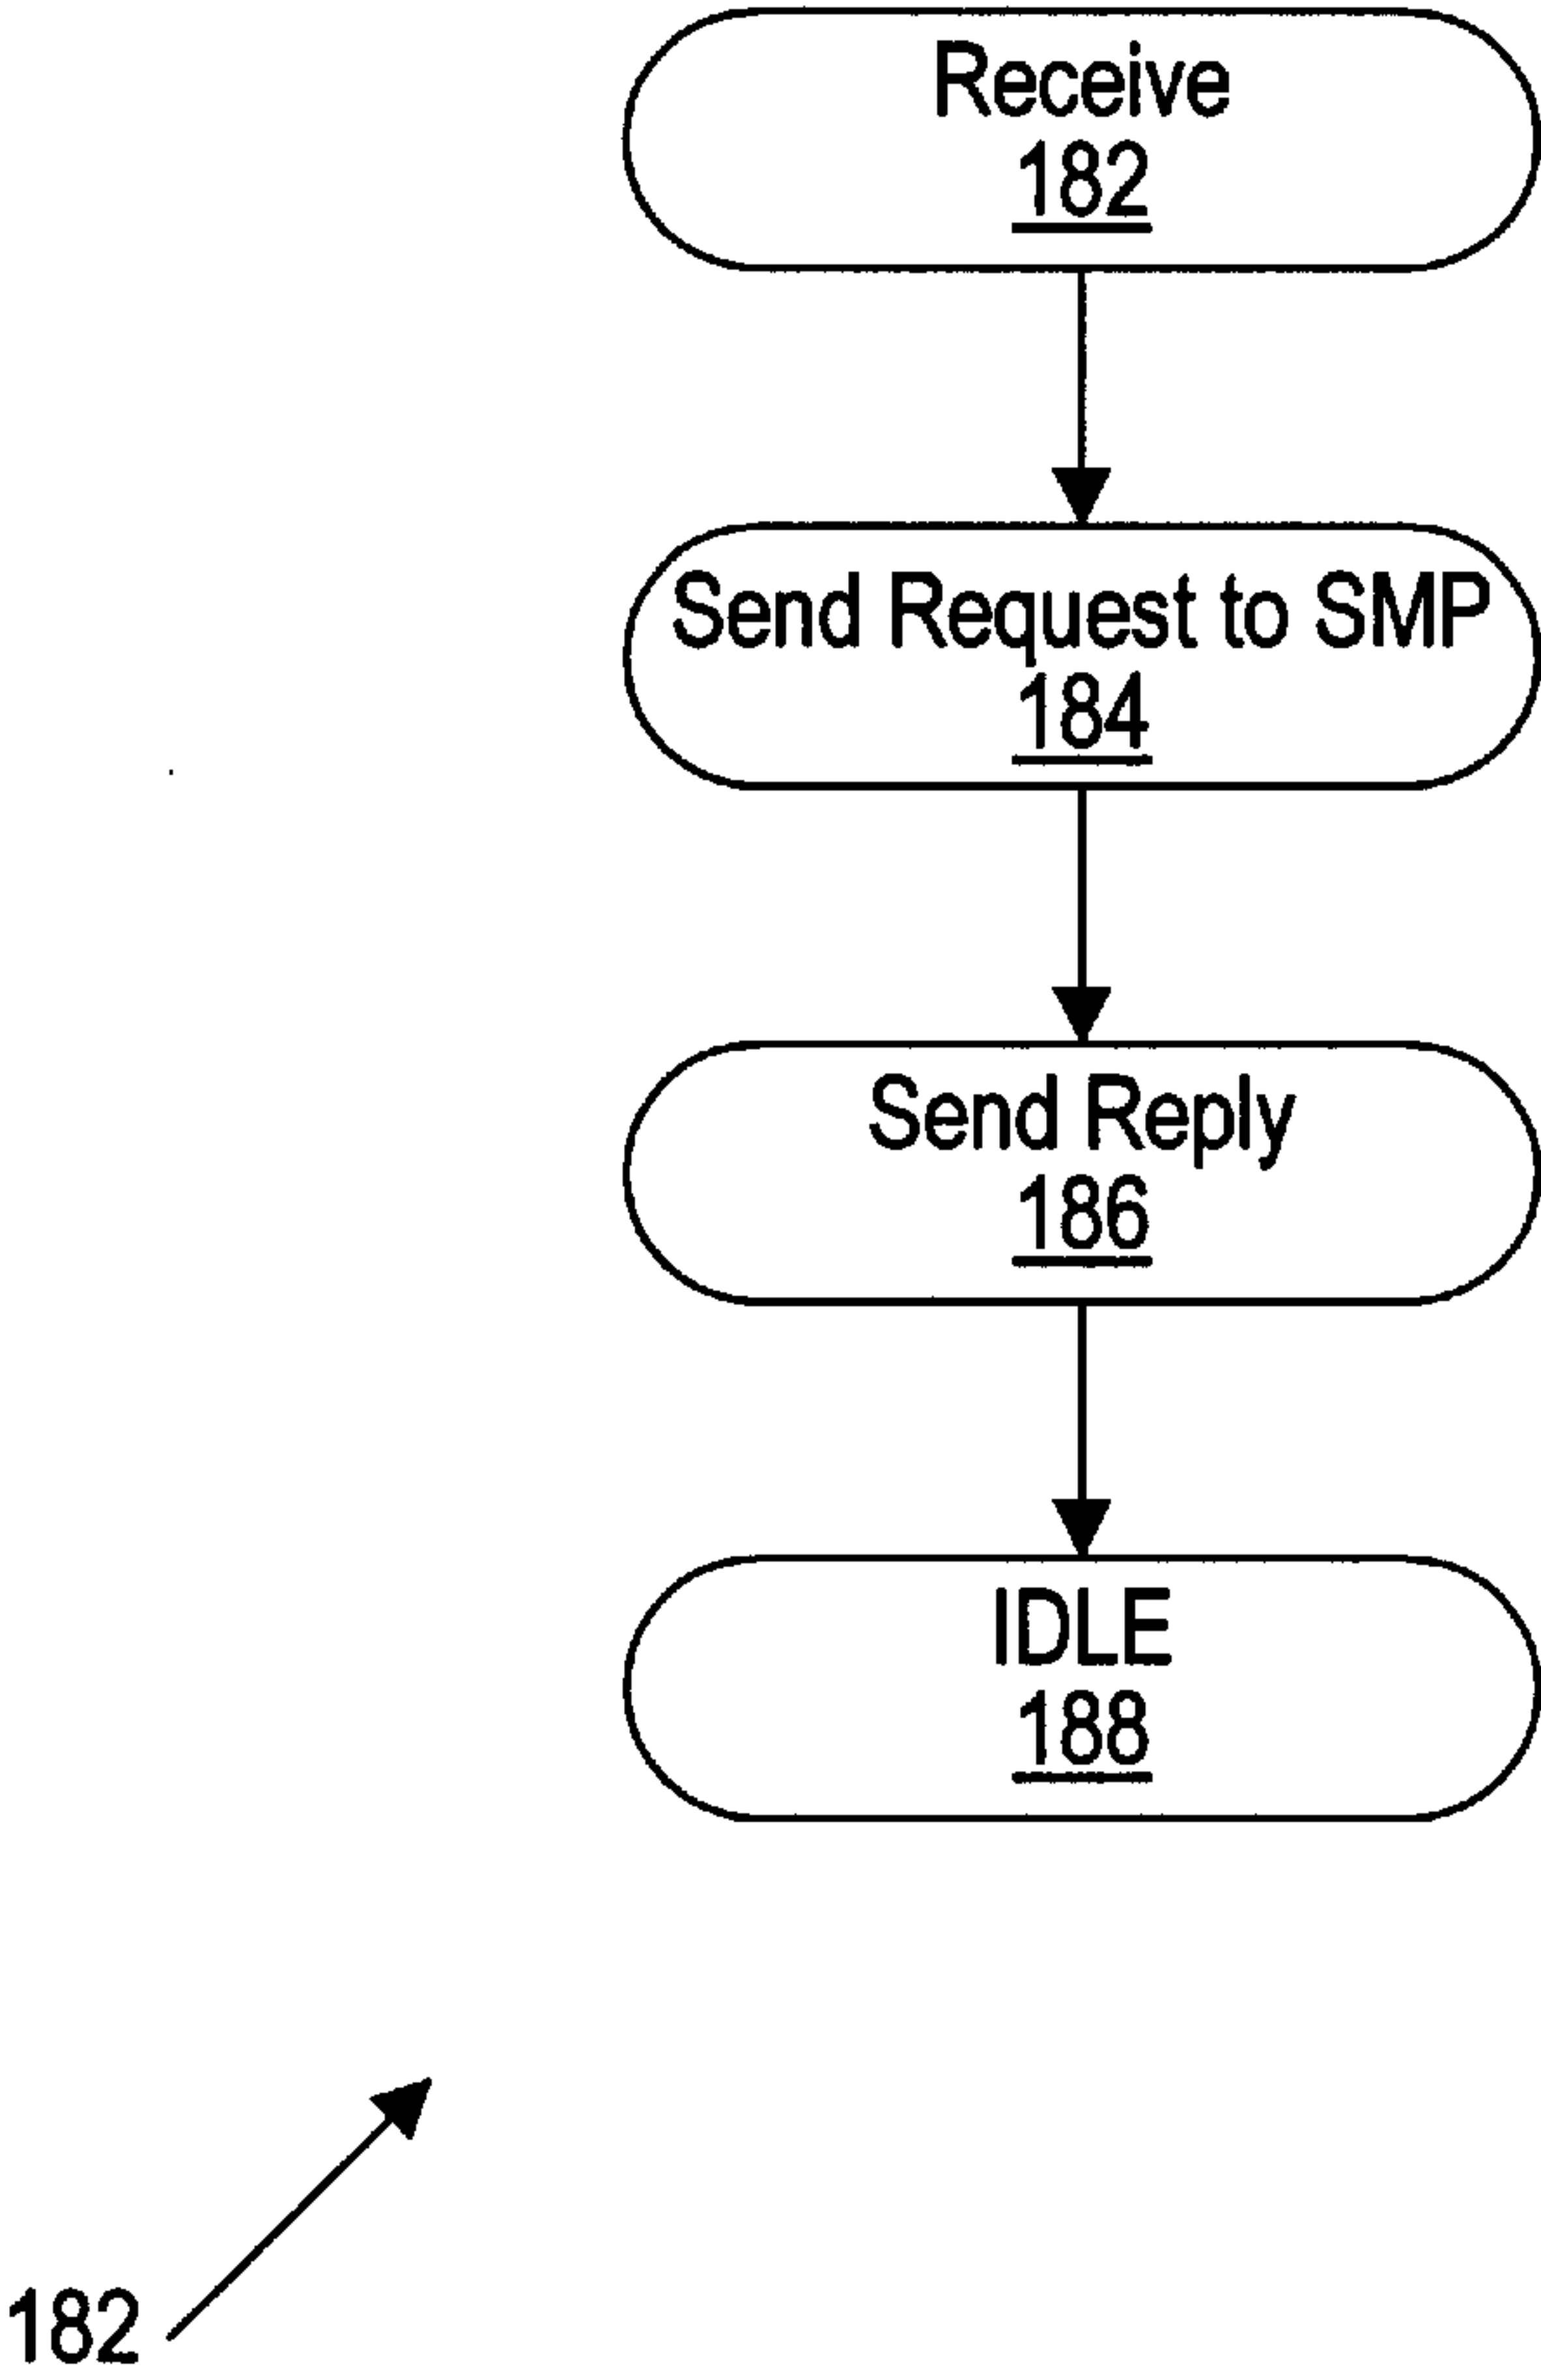 Receive
182
Send Request to SMP
184
Send Reply
186
IDLE
188
182